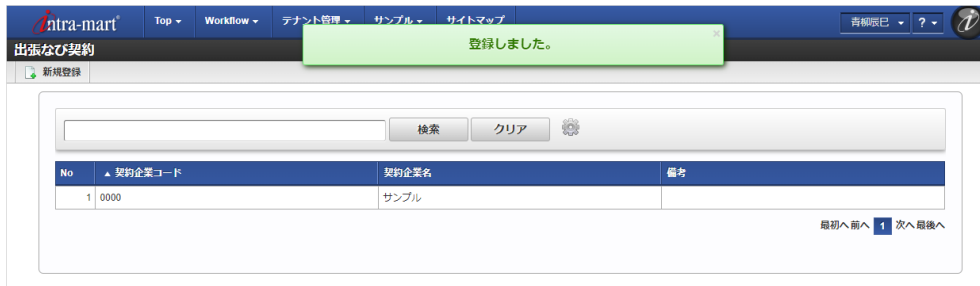 intra-mart Top Workflow テナント管理 サンプル サイトマップ 青柳辰巳 ?
登録しました。 ×
出張なび契約
新規登録
検索 クリア
No ▲ 契約企業コード 契約企業名 備考
1 0000 サンプル
最初へ 前へ 1 次へ 最後へ